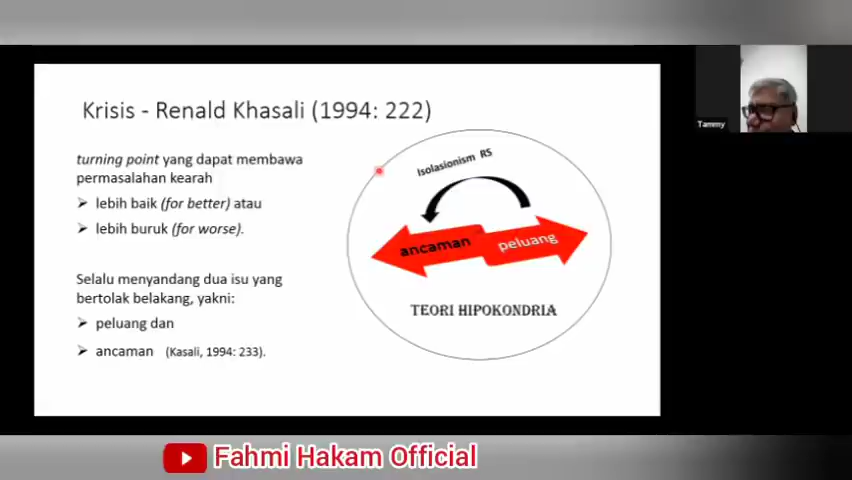 Krisis - Renald Khasali (1994: 222)
turning point yang dapat membawa
permasalahan kearah
➢ lebih baik (for better) atau
➢ lebih buruk (for worse).
Selalu menyandang dua isu yang
bertolak belakang, yakni:
➢ peluang dan
➢ ancaman (Kasali, 1994: 233).
Isolasionism RS
ancaman
peluang
TEORI HIPOKONDRIA
Tammy
Fahmi Hakam Official